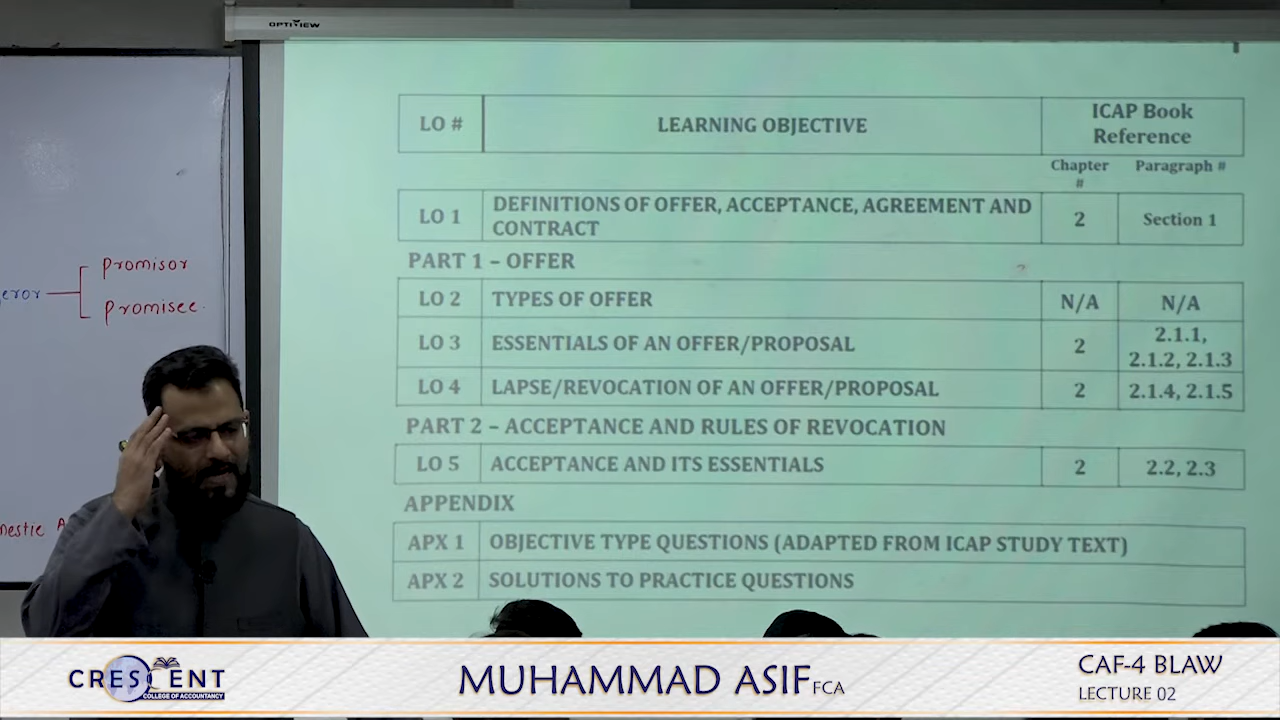 OPTIVIEW
LO #
LEARNING OBJECTIVE
ICAP Book
Reference
Chapter
#
Paragraph #
LO 1
DEFINITIONS OF OFFER, ACCEPTANCE, AGREEMENT AND
CONTRACT
2
Section 1
PART 1 – OFFER
LO 2
TYPES OF OFFER
N/A
N/A
LO 3
ESSENTIALS OF AN OFFER/PROPOSAL
2
2.1.1,
2.1.2, 2.1.3
LO 4
LAPSE/REVOCATION OF AN OFFER/PROPOSAL
2
2.1.4, 2.1.5
PART 2 – ACCEPTANCE AND RULES OF REVOCATION
LO 5
ACCEPTANCE AND ITS ESSENTIALS
2
2.2, 2.3
APPENDIX
APX 1
OBJECTIVE TYPE QUESTIONS (ADAPTED FROM ICAP STUDY TEXT)
APX 2
SOLUTIONS TO PRACTICE QUESTIONS
promisor
promisee
CRESCENT
COLLEGE OF ACCOUNTANCY
MUHAMMAD ASIF FCA
CAF-4 BLAW
LECTURE 02